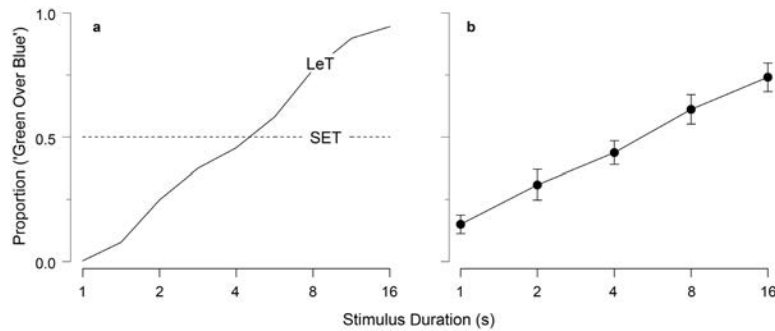 a
b
1.0
0.5
0.0
Proportion ('Green Over Blue')
LeT
SET
1 2 4 8 16
1 2 4 8 16
Stimulus Duration (s)